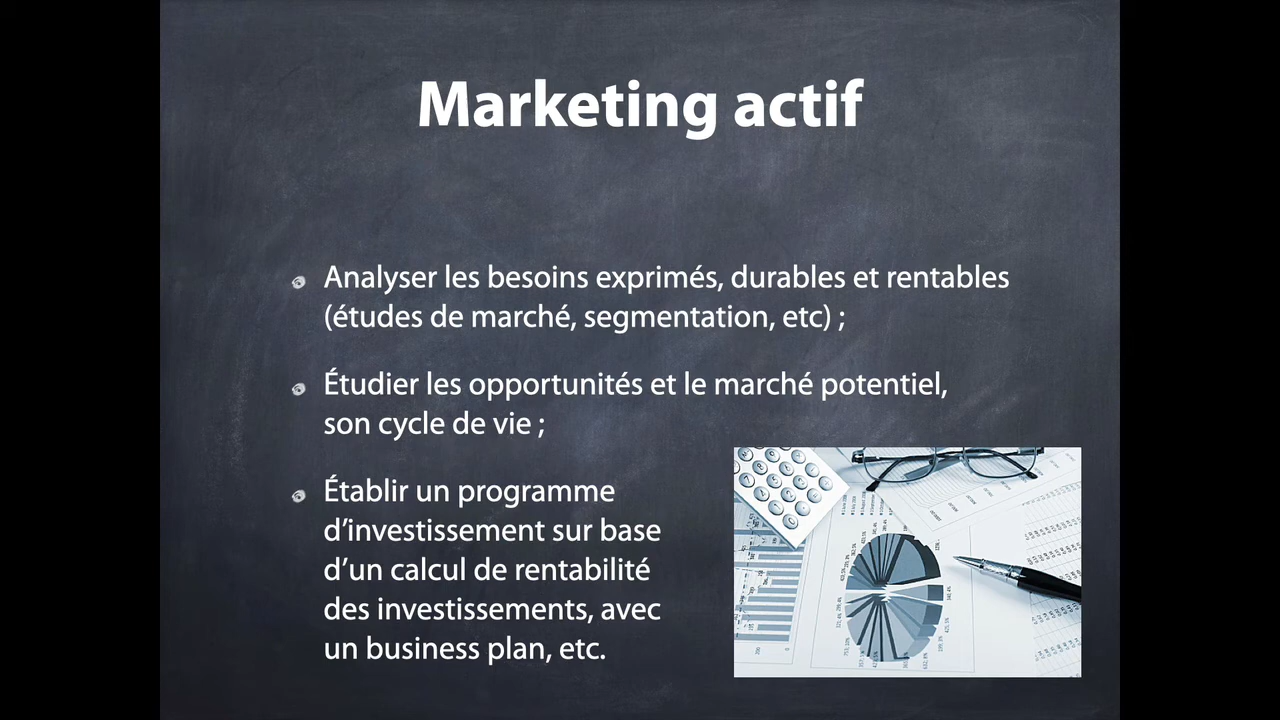 Marketing actif
Analyser les besoins exprimés, durables et rentables
(études de marché, segmentation, etc) ;
Étudier les opportunités et le marché potentiel,
son cycle de vie ;
Établir un programme
d’investissement sur base
d’un calcul de rentabilité
des investissements, avec
un business plan, etc.